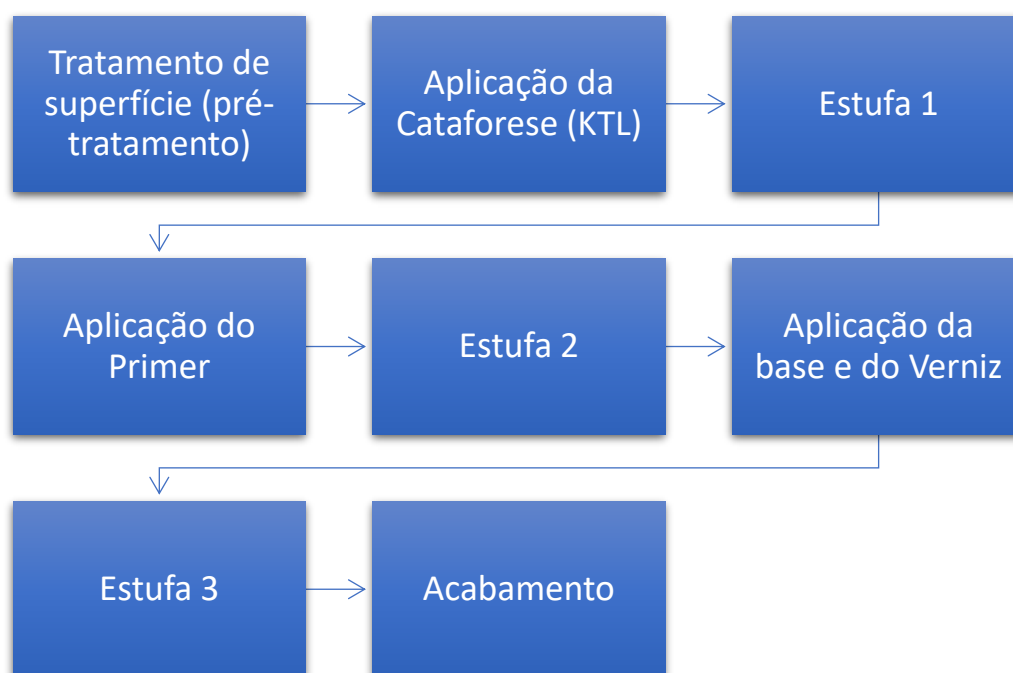 Tratamento de
superfície (pré-
tratamento)
Aplicação da
Cataforese (KTL)
Estufa 1
Aplicação do
Primer
Estufa 2
Aplicação da
base e do Verniz
Estufa 3
Acabamento